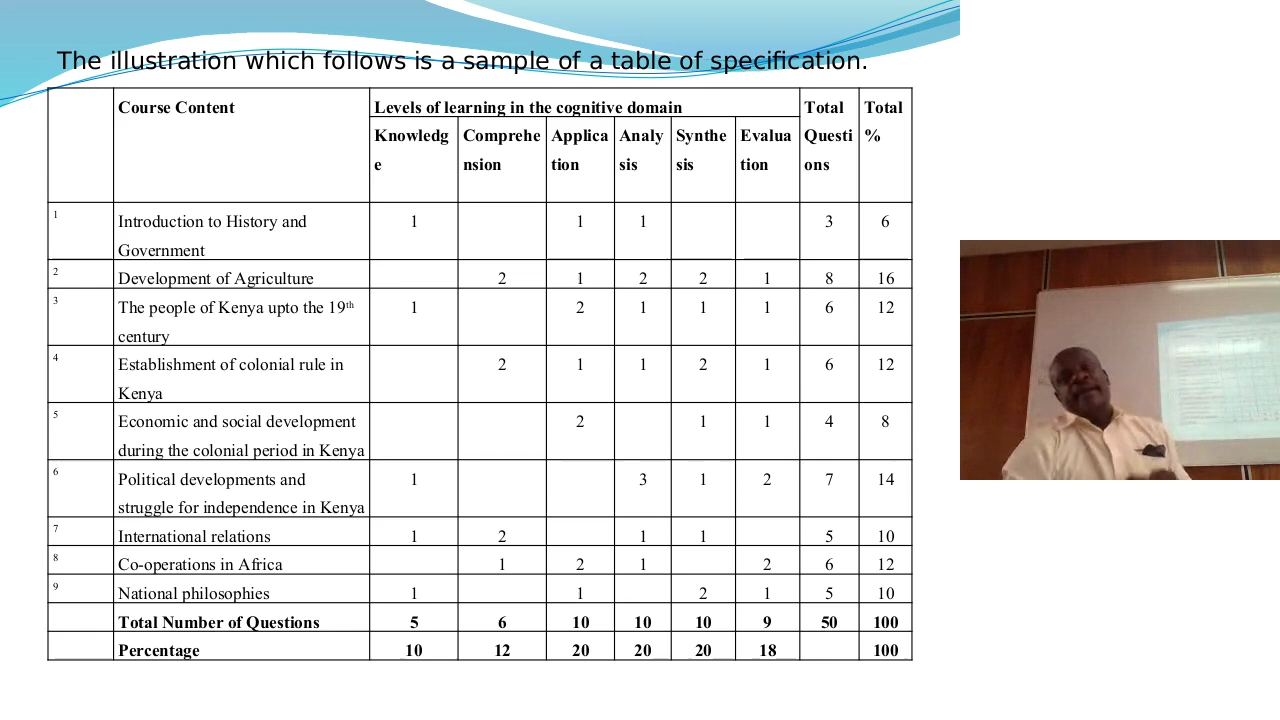 The illustration which follows is a sample of a table of specification.
Course Content Levels of learning in the cognitive domain Total Total
Knowledg Comprehe Applica Analy Synthe Evalua Questi %
e nsion tion sis sis tion ons
1 Introduction to History and 1 1 1 3 6
Government
2 Development of Agriculture 2 1 2 2 1 8 16
3 The people of Kenya upto the 19th 1 2 1 1 1 6 12
century
4 Establishment of colonial rule in 2 1 1 2 1 6 12
Kenya
5 Economic and social development 2 1 1 4 8
during the colonial period in Kenya
6 Political developments and 1 3 1 2 7 14
struggle for independence in Kenya
7 International relations 1 2 1 1 5 10
8 Co-operations in Africa 1 2 1 2 6 12
9 National philosophies 1 1 2 1 5 10
Total Number of Questions 5 6 10 10 10 9 50 100
Percentage 10 12 20 20 20 18 100